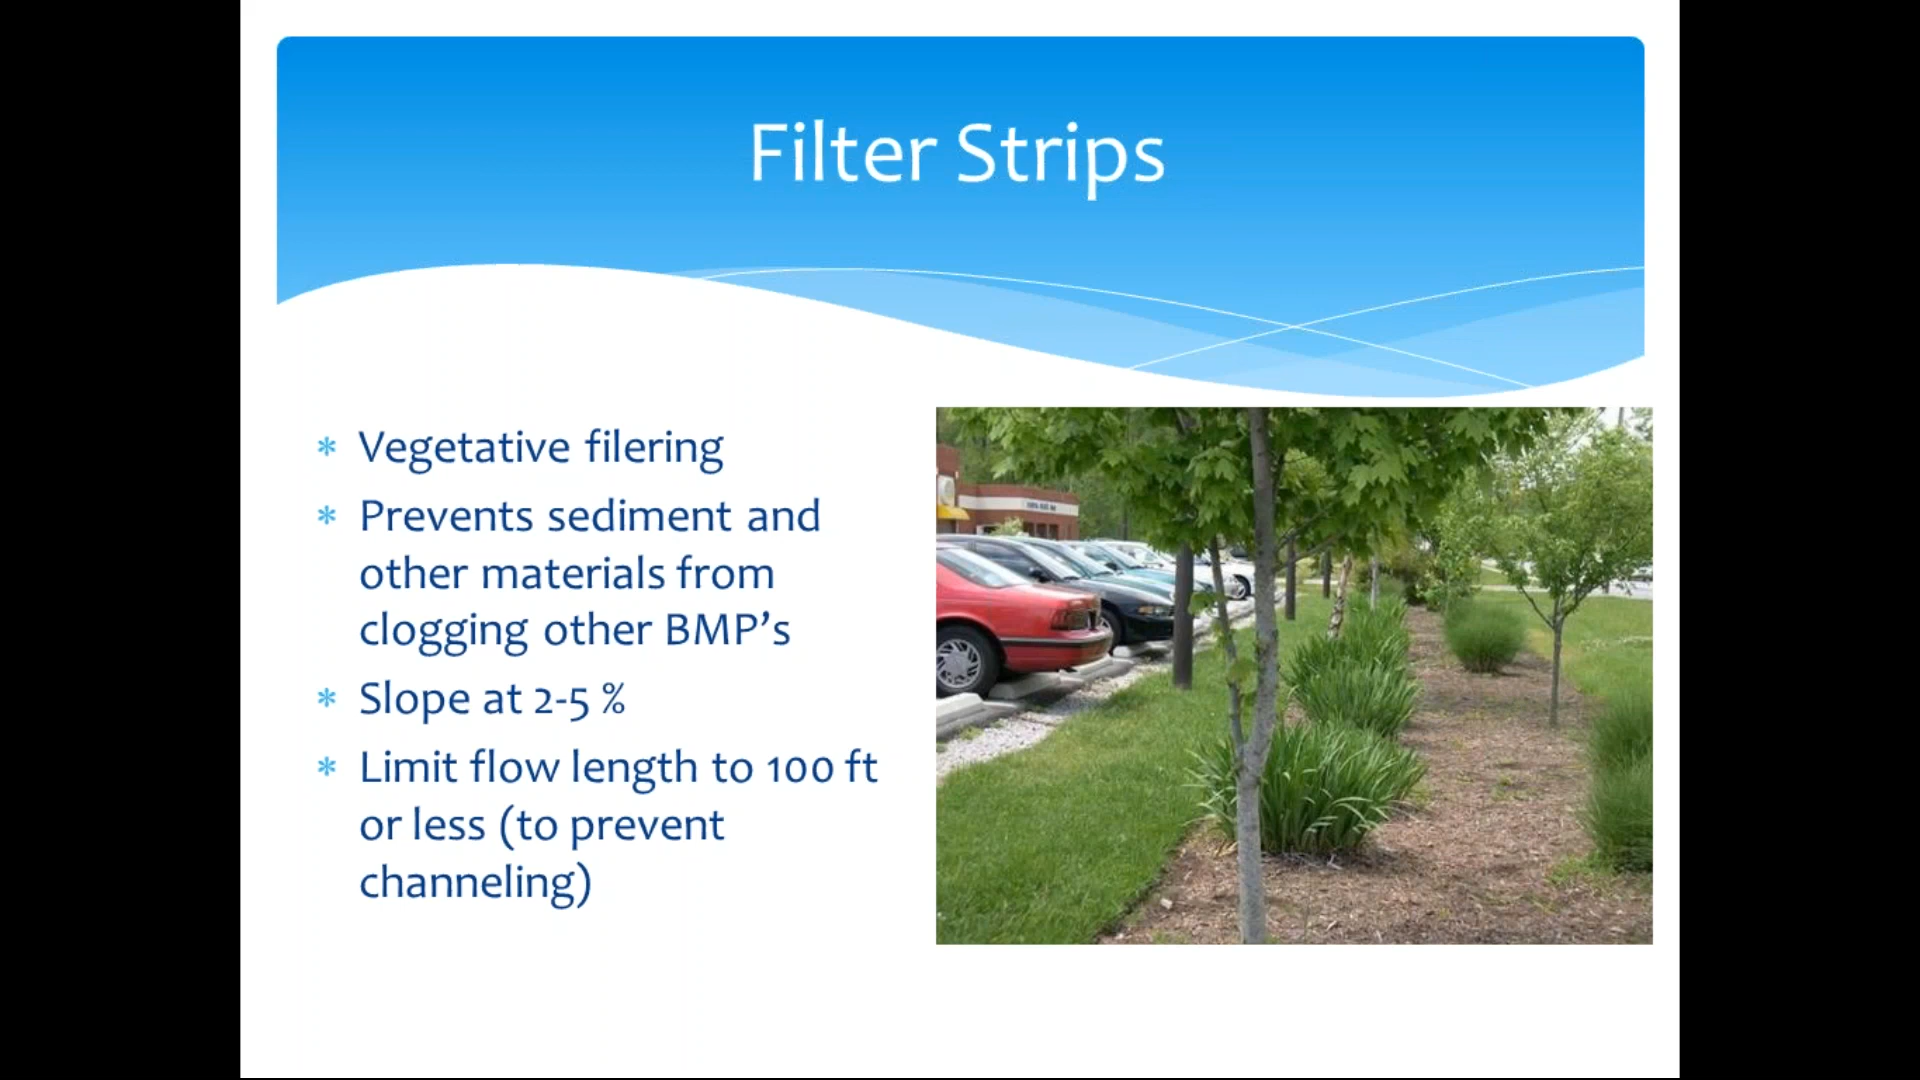 Filter Strips
* Vegetative filering
* Prevents sediment and
other materials from
clogging other BMP’s
* Slope at 2-5 %
* Limit flow length to 100 ft
or less (to prevent
channeling)